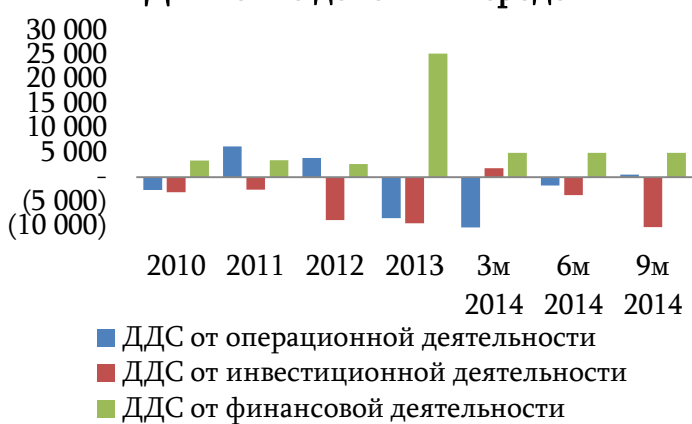 30 000
25 000
20 000
15 000
10 000
5 000
-
(5 000)
(10 000)
2010 2011 2012 2013 3м 6м 9м
2014 2014 2014
ДДС от операционной деятельности
ДДС от инвестиционной деятельности
ДДС от финансовой деятельности